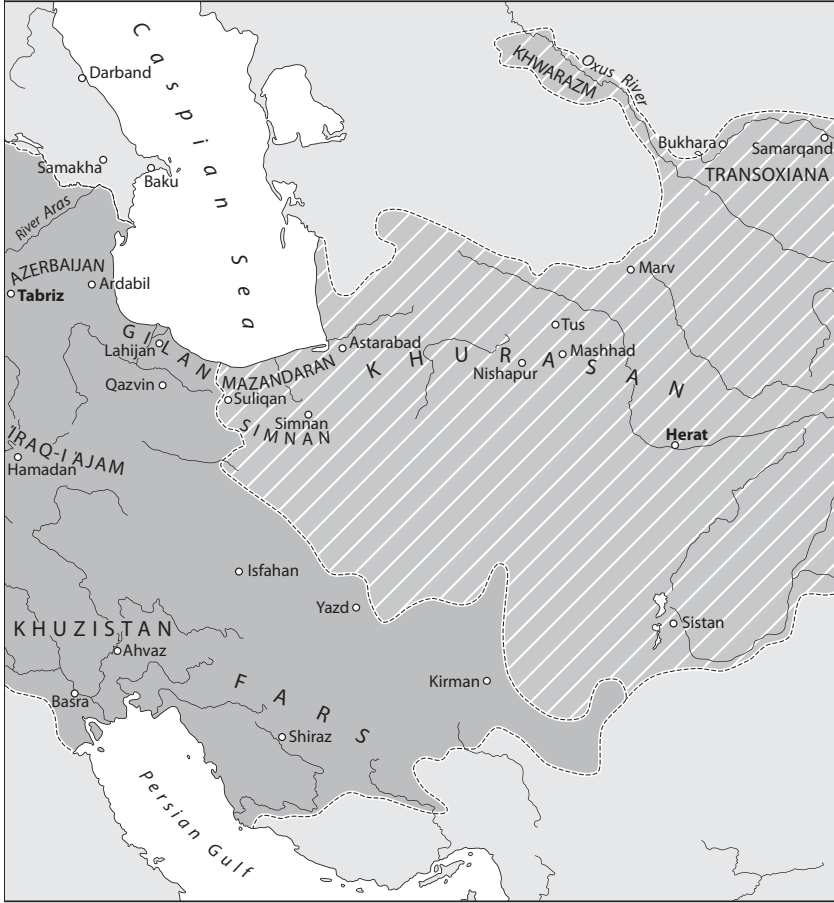 Caspian Sea
Darband
KHWARAZM
Oxus River
Bukhara
Samarqand
TRANSOXIANA
Samakha
Baku
River Aras
AZERBAIJAN
Ardabil
Tabriz
Marv
GILAN
Lahijan
Astarabad
Tus
Mashhad
Nishapur
KHURASAN
MAZANDARAN
Qazvin
Suliqan
Simnan
SIMNAN
Herat
'IRAQ-I 'AJAM
Hamadan
Isfahan
Yazd
KHUZISTAN
Ahvaz
Sistan
Kirman
FARS
Basra
Shiraz
Persian Gulf